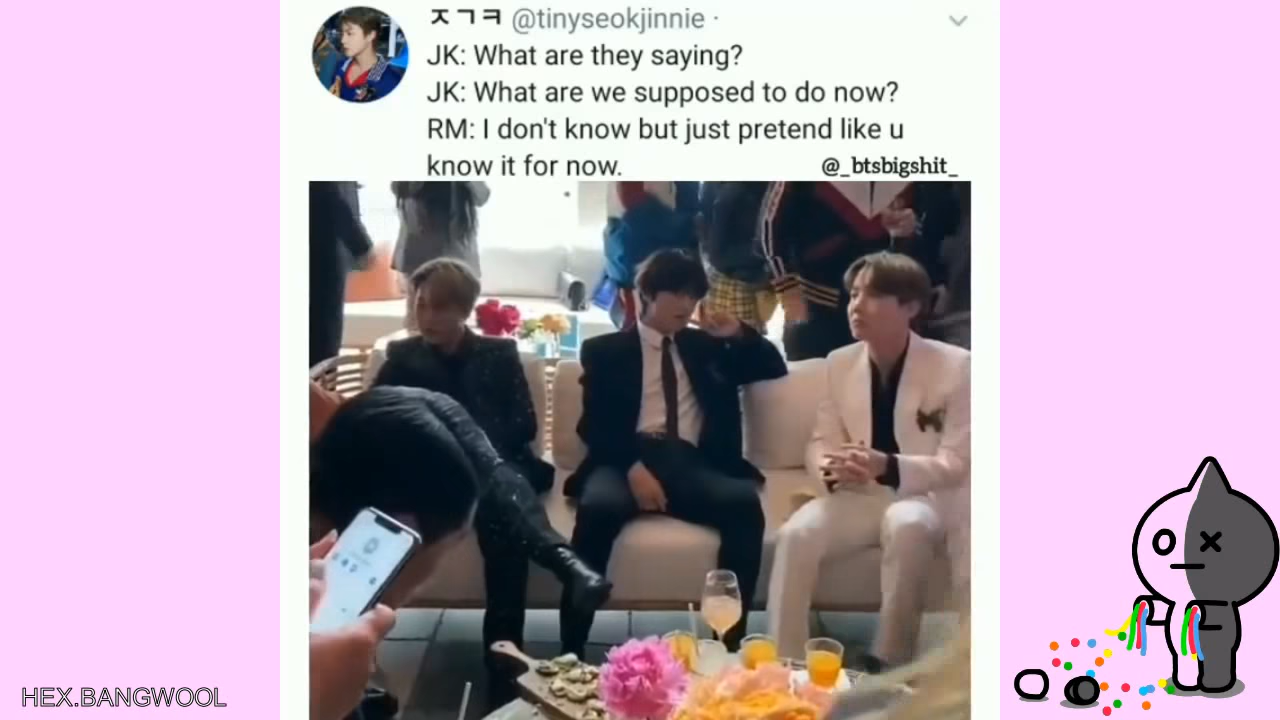 ㅈㄱㅋ @tinyseokjinnie ·
JK: What are they saying?
JK: What are we supposed to do now?
RM: I don't know but just pretend like u
know it for now.
@_btsbigshit_
HEX.BANGWOOL